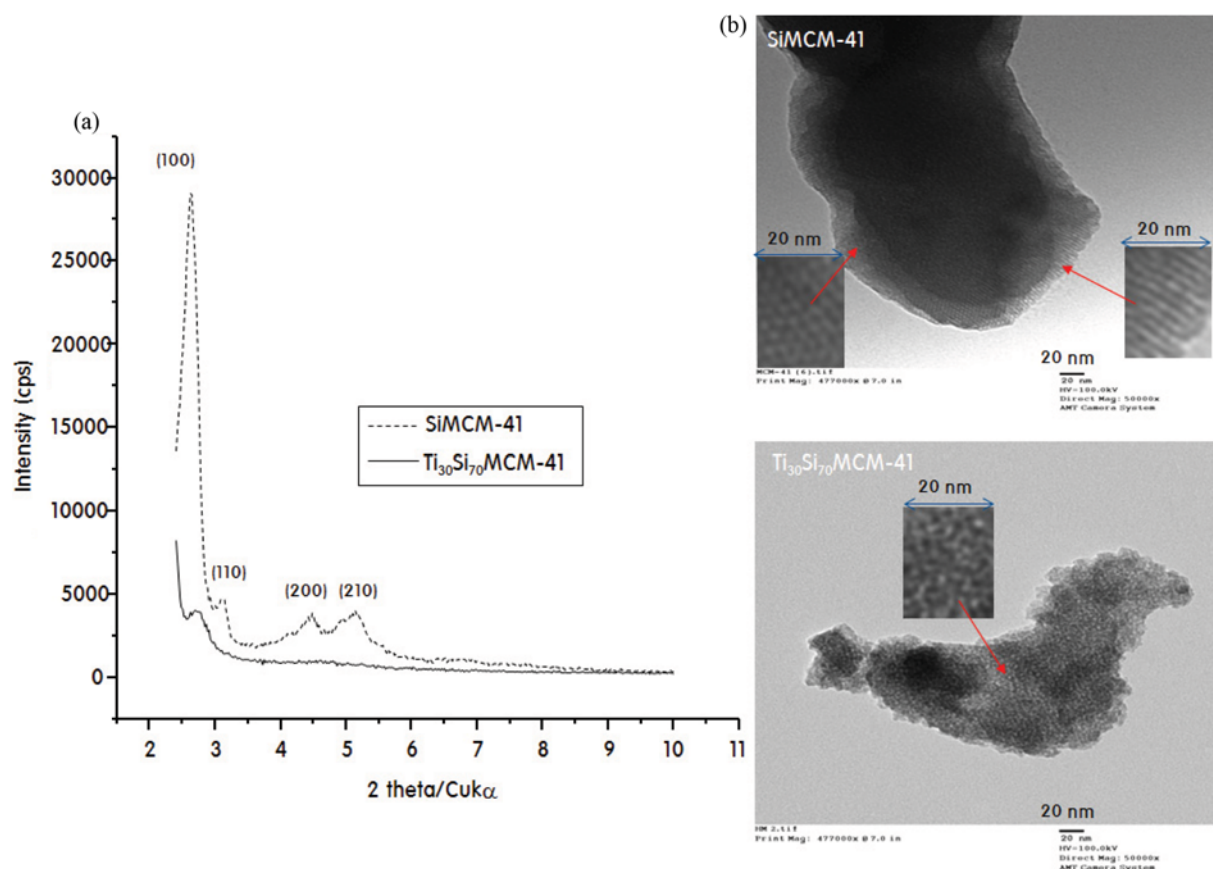 (a)
(100)
(110)
(200)
(210)
30000
25000
20000
15000
10000
5000
0
Intensity (cps)
SiMCM-41
Ti₃₀Si₇₀MCM-41
2 3 4 5 6 7 8 9 10 11
2 theta/Cukα
(b)
SiMCM-41
20 nm
20 nm
20 nm
MCM-41 (6).tif
Print Mag: 477000x @ 7.0 in
20 nm
HV=100.0kV
Direct Mag: 50000x
AMT Camera System
Ti₃₀Si₇₀MCM-41
20 nm
20 nm
HM 2.tif
Print Mag: 477000x @ 7.0 in
20 nm
HV=100.0kV
Direct Mag: 50000x
AMT Camera System